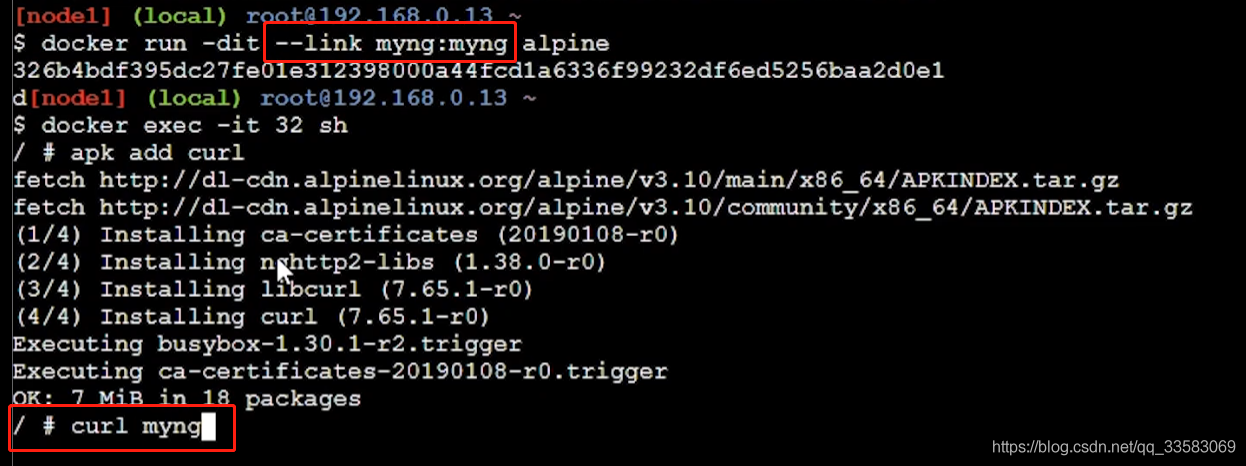 [node1] (local) root@192.168.0.13 ~
$ docker run -dit --link myng:myng alpine
326b4bdf395dc27fe01e312398000a44fcd1a6336f99232df6ed5256baa2d0e1
d[node1] (local) root@192.168.0.13 ~
$ docker exec -it 32 sh
/ # apk add curl
fetch http://dl-cdn.alpinelinux.org/alpine/v3.10/main/x86_64/APKINDEX.tar.gz
fetch http://dl-cdn.alpinelinux.org/alpine/v3.10/community/x86_64/APKINDEX.tar.gz
(1/4) Installing ca-certificates (20190108-r0)
(2/4) Installing nghttp2-libs (1.38.0-r0)
(3/4) Installing libcurl (7.65.1-r0)
(4/4) Installing curl (7.65.1-r0)
Executing busybox-1.30.1-r2.trigger
Executing ca-certificates-20190108-r0.trigger
OK: 7 MiB in 18 packages
/ # curl myng
https://blog.csdn.net/qq_33583069